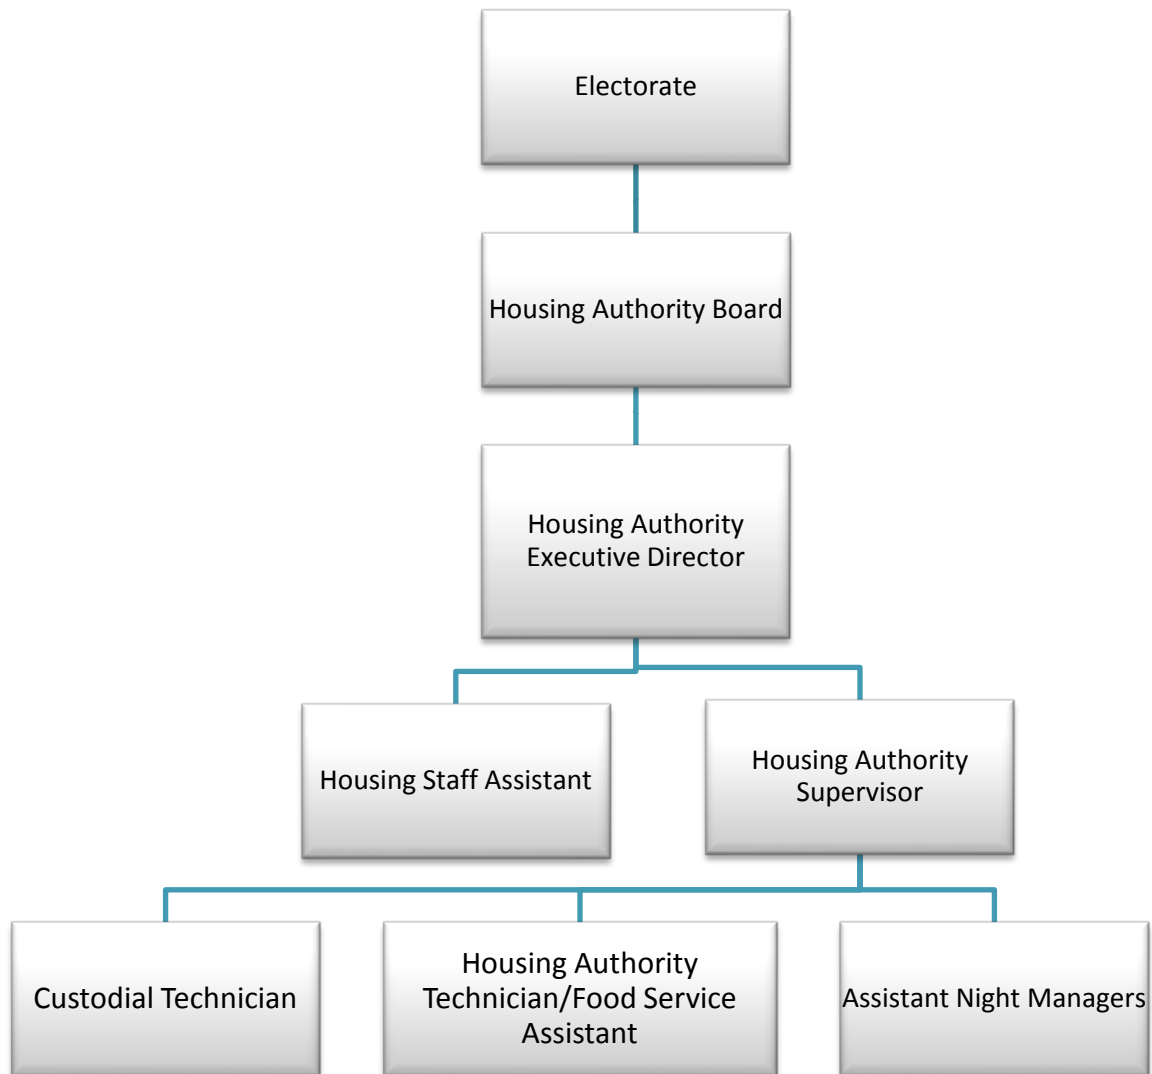 Electorate
Housing Authority Board
Housing Authority
Executive Director
Housing Staff Assistant
Housing Authority
Supervisor
Custodial Technician
Housing Authority
Technician/Food Service
Assistant
Assistant Night Managers